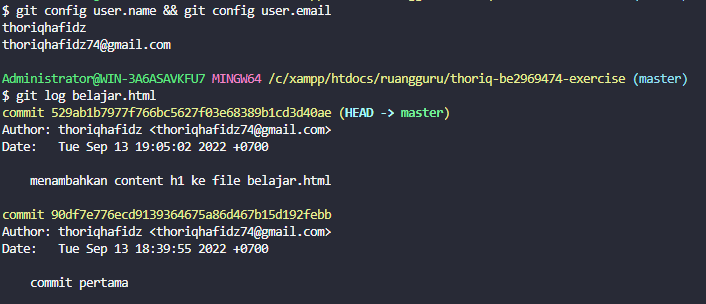 $ git config user.name && git config user.email
thoriqhafidz
thoriqhafidz74@gmail.com
Administrator@WIN-3A6ASAVKFU7 MINGW64 /c/xampp/htdocs/ruangguru/thoriq-be2969474-exercise (master)
$ git log belajar.html
commit 529ab1b7977f766bc5627f03e68389b1cd3d40ae (HEAD -> master)
Author: thoriqhafidz <thoriqhafidz74@gmail.com>
Date:   Tue Sep 13 19:05:02 2022 +0700
    menambahkan content h1 ke file belajar.html
commit 90df7e776ecd9139364675a86d467b15d192febb
Author: thoriqhafidz <thoriqhafidz74@gmail.com>
Date:   Tue Sep 13 18:39:55 2022 +0700
    commit pertama